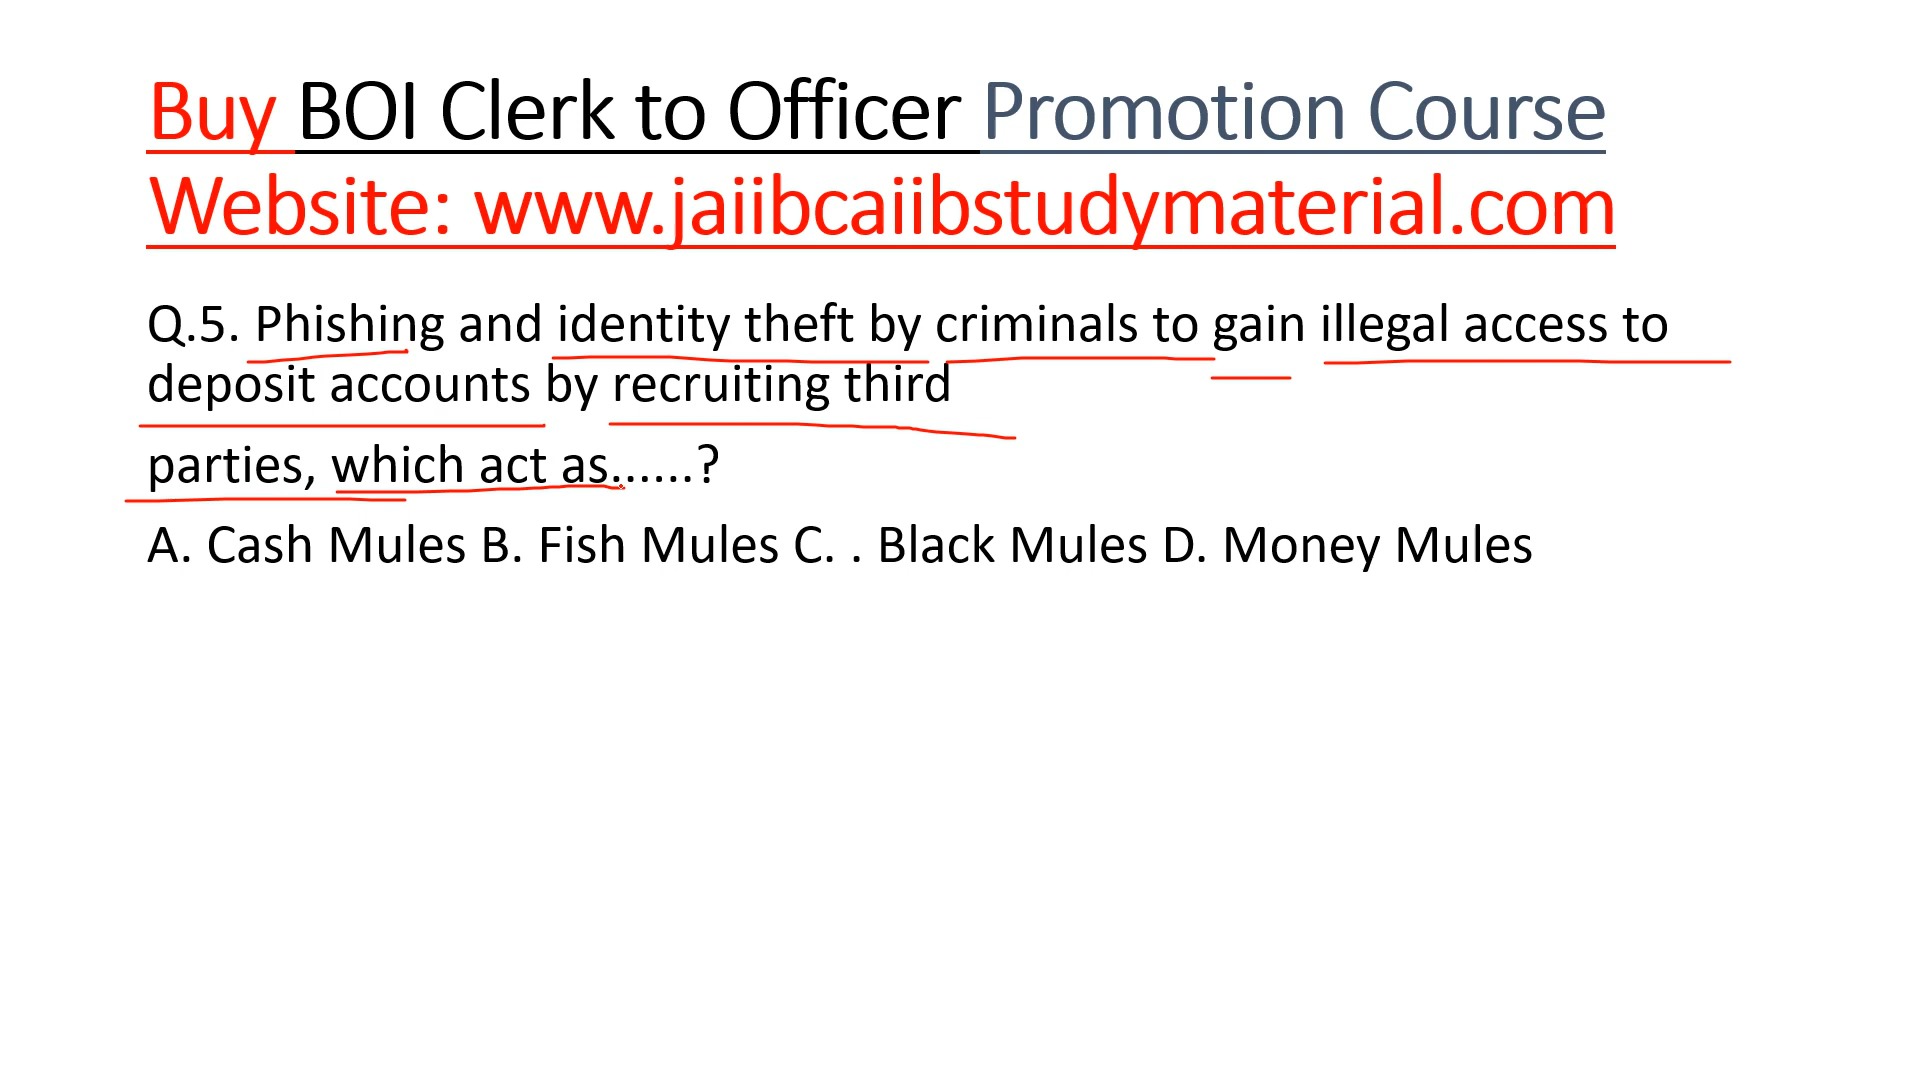 Buy BOI Clerk to Officer Promotion Course
Website: www.jaiibcaiibstudymaterial.com
Q.5. Phishing and identity theft by criminals to gain illegal access to
deposit accounts by recruiting third
parties, which act as......?
A. Cash Mules B. Fish Mules C. . Black Mules D. Money Mules